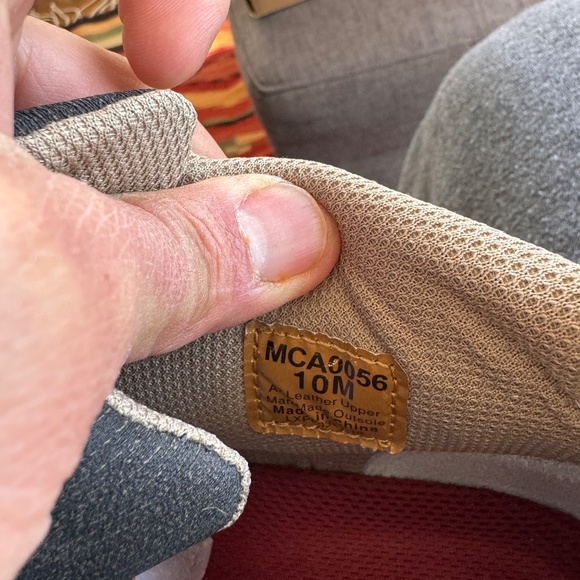 MCA0056
10M
Leather Upper
Man Made Outsole
Made in China